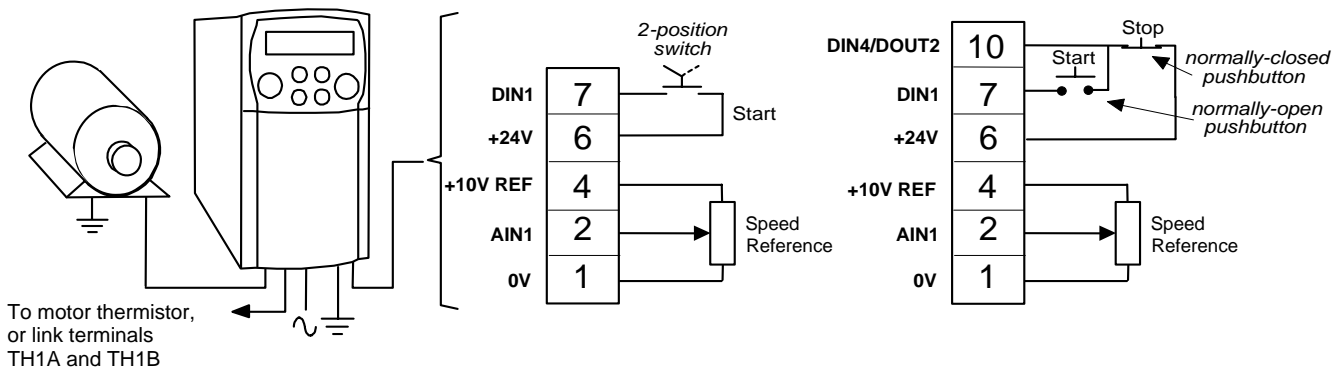 To motor thermistor,
or link terminals
TH1A and TH1B
2-position
switch
DIN1 7
Start
+24V 6
+10V REF 4
AIN1 2
Speed
Reference
0V 1
DIN4/DOUT2 10
Stop
normally-closed
pushbutton
Start
DIN1 7
normally-open
pushbutton
+24V 6
+10V REF 4
AIN1 2
Speed
Reference
0V 1